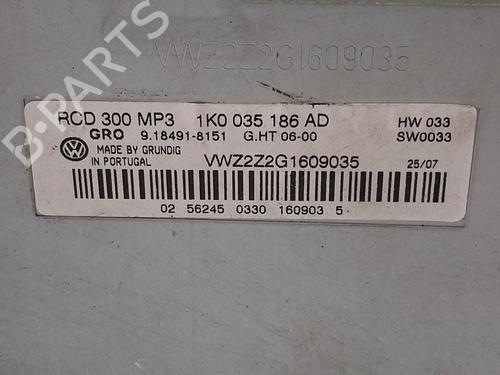 VWZ2Z2G1609035
B-PARTS
RCD 300 MP3 1K0 035 186 AD HW 033
GRO 9.18491-8151 G.HT 06-00 SW0033
MADE BY GRUNDIG
IN PORTUGAL VWZ2Z2G1609035 25/07
02 56245 0330 160903 5